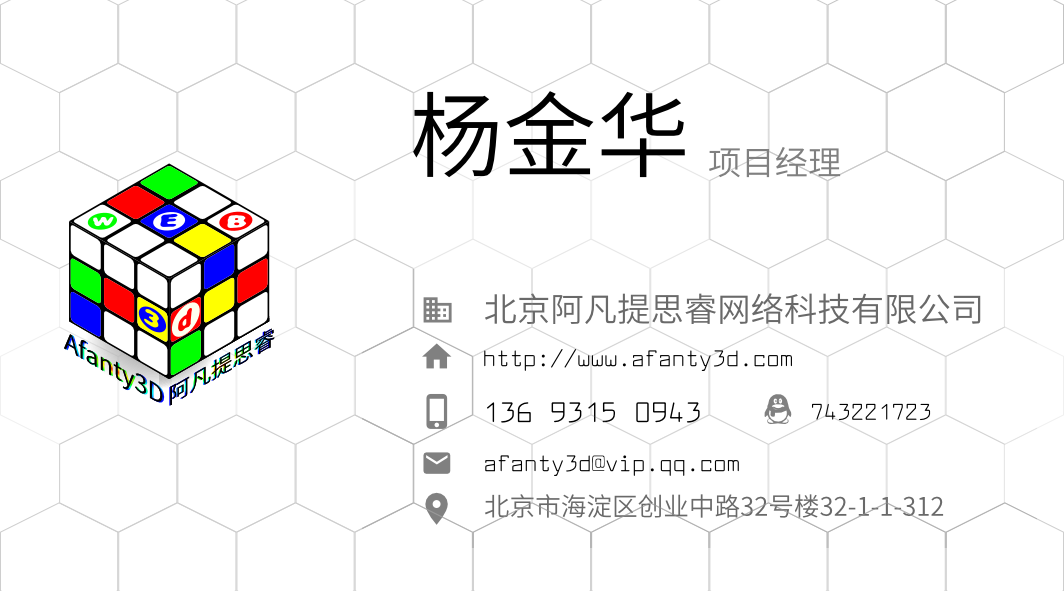 杨金华 项目经理
W E B
3 d
Afanty3D 阿凡提思睿
北京阿凡提思睿网络科技有限公司
http://www.afanty3d.com
136 9315 0943 743221723
afanty3d@vip.qq.com
北京市海淀区创业中路32号楼32-1-1-312